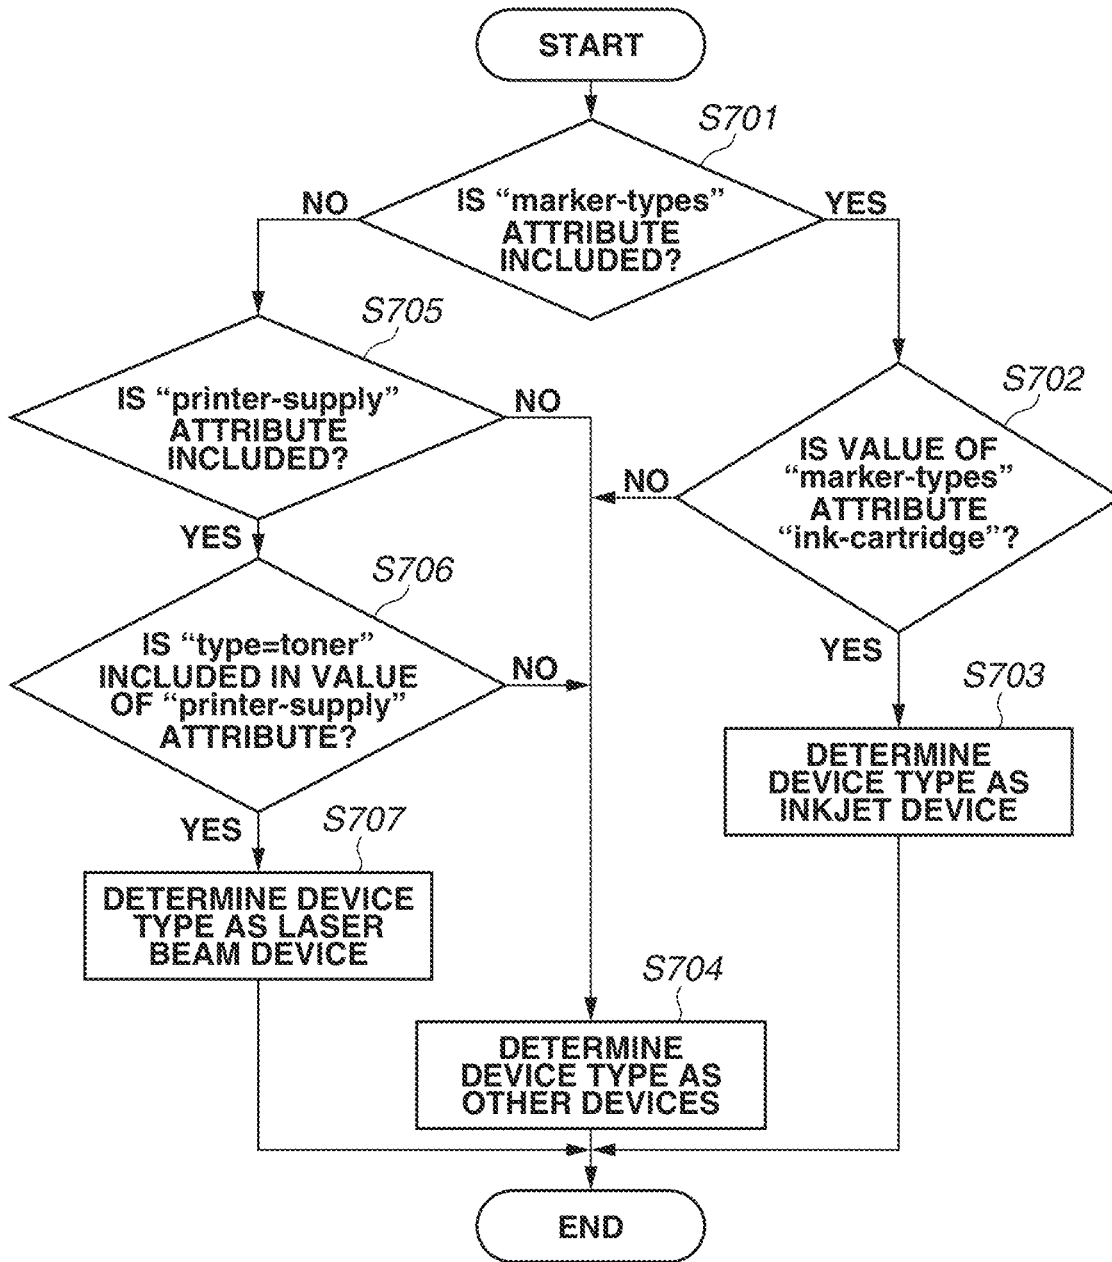 START
S701
IS “marker-types”
ATTRIBUTE
INCLUDED?
NO
YES
S705
IS “printer-supply”
ATTRIBUTE
INCLUDED?
NO
YES
S702
IS VALUE OF
“marker-types”
ATTRIBUTE
“ink-cartridge”?
NO
YES
S706
IS “type=toner”
INCLUDED IN VALUE
OF “printer-supply”
ATTRIBUTE?
NO
YES
S703
DETERMINE
DEVICE TYPE AS
INKJET DEVICE
S707
DETERMINE DEVICE
TYPE AS LASER
BEAM DEVICE
S704
DETERMINE
DEVICE TYPE AS
OTHER DEVICES
END